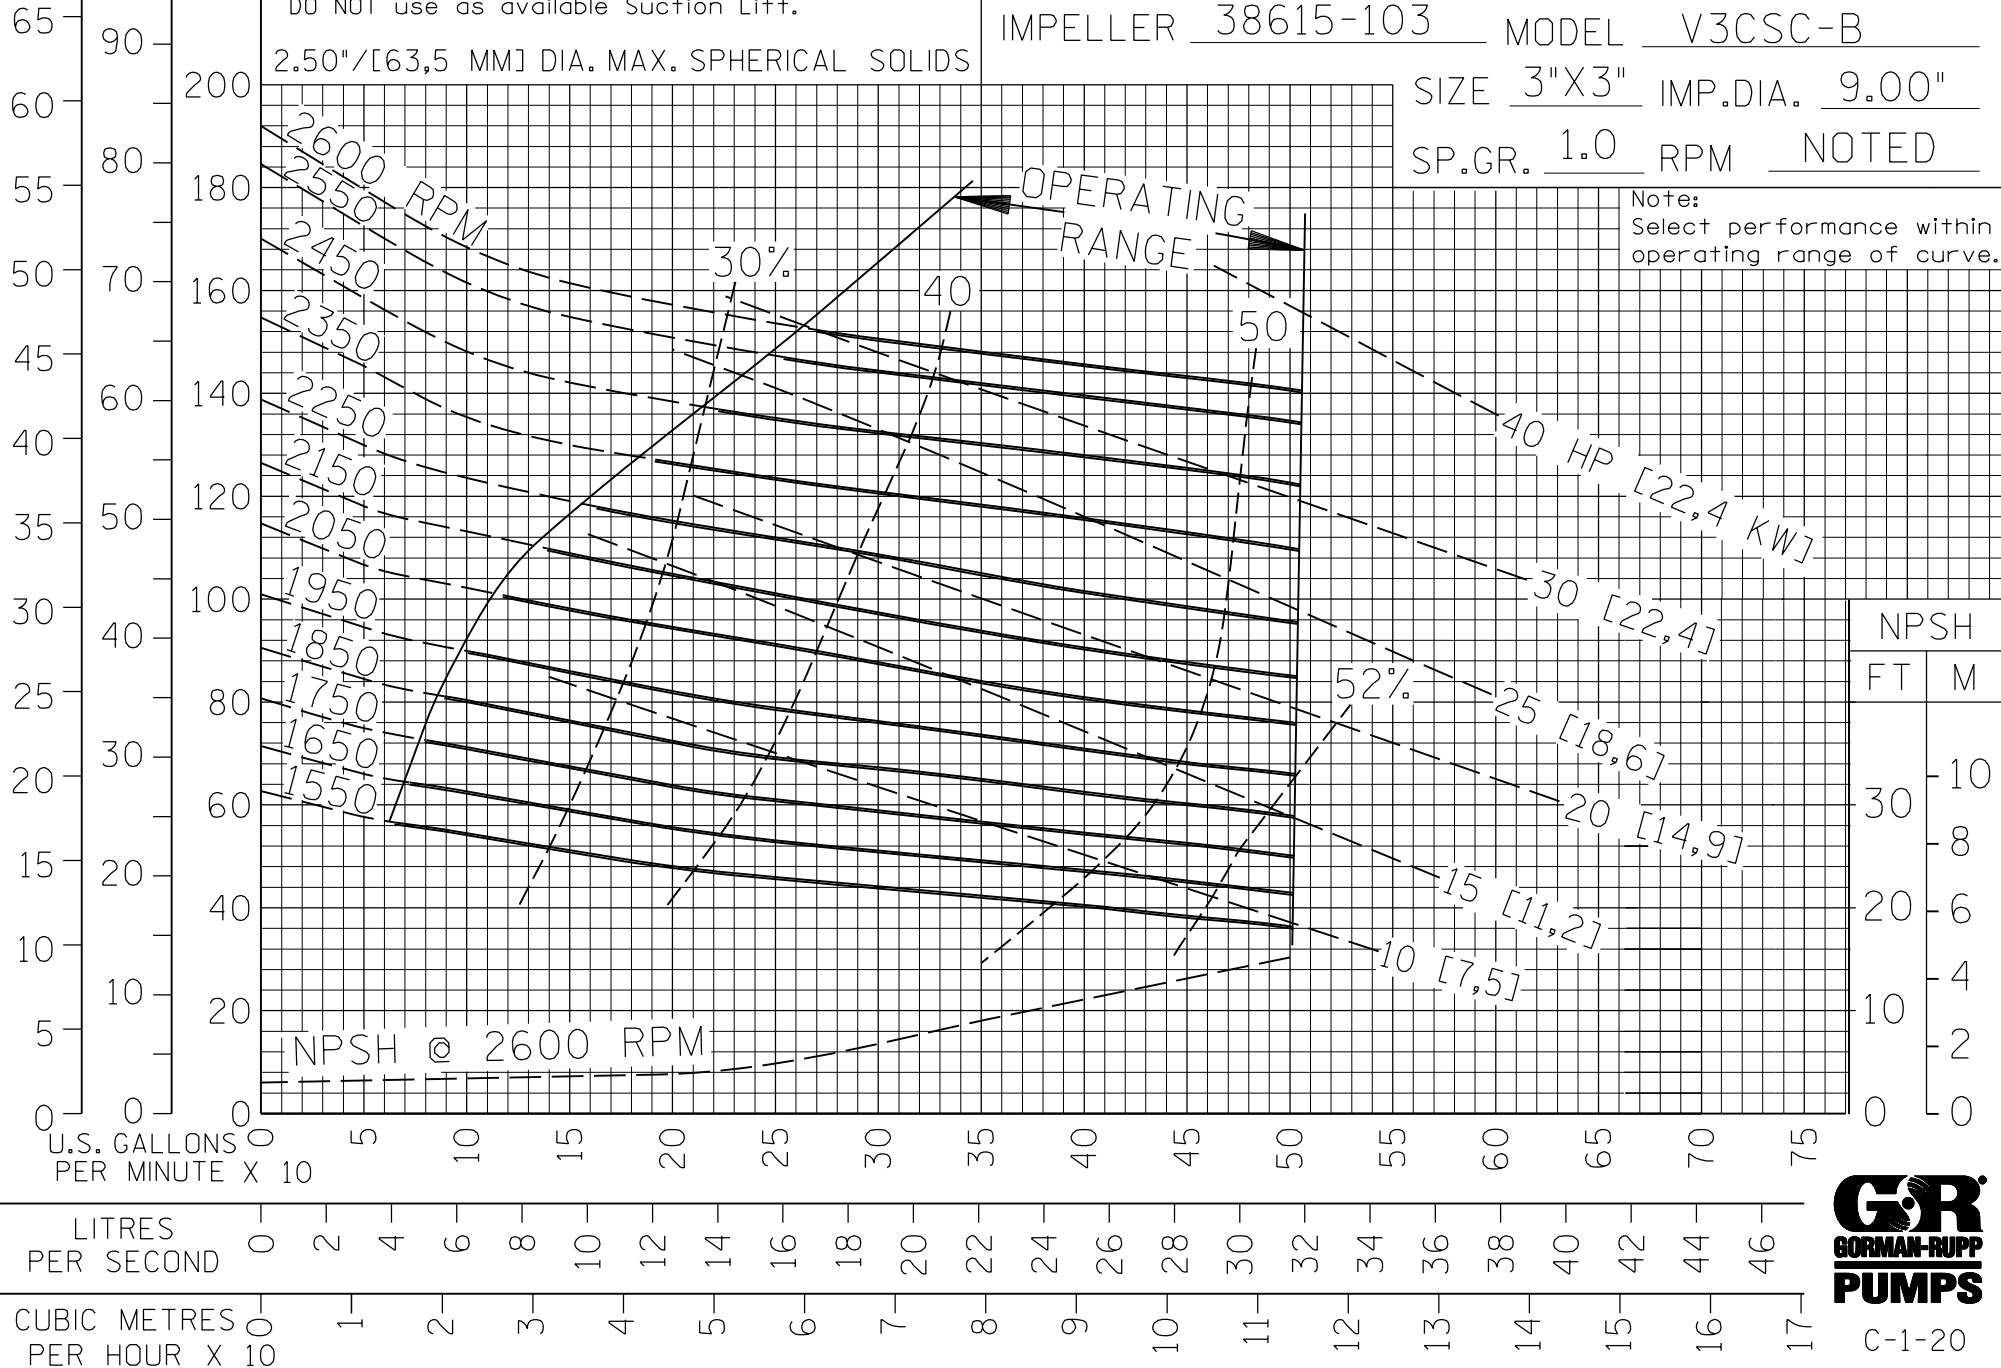 DO NOT use as available Suction Lift.
2.50"/[63,5 MM] DIA. MAX. SPHERICAL SOLIDS
IMPELLER 38615-103 MODEL V3CSC-B
SIZE 3"X3" IMP.DIA. 9.00"
SP.GR. 1.0 RPM NOTED
Note:
Select performance within
operating range of curve.
65
60
55
50
45
40
35
30
25
20
15
10
5
0
90
80
70
60
50
40
30
20
10
0
200
180
160
140
120
100
80
60
40
20
0
2600 RPM
2550
2450
2350
2250
2150
2050
1950
1850
1750
1650
1550
OPERATING
RANGE
30%
40
50
52%
40 HP [22,4 KW]
30 [22,4]
25 [18,6]
20 [14,9]
15 [11,2]
10 [7,5]
NPSH @ 2600 RPM
NPSH
FT M
30
20
10
0
10
8
6
4
2
0
U.S. GALLONS
PER MINUTE X 10
0 5 10 15 20 25 30 35 40 45 50 55 60 65 70 75
LITRES
PER SECOND
0 2 4 6 8 10 12 14 16 18 20 22 24 26 28 30 32 34 36 38 40 42 44 46
CUBIC METRES
PER HOUR X 10
0 1 2 3 4 5 6 7 8 9 10 11 12 13 14 15 16 17
GR
GORMAN-RUPP
PUMPS
C-1-20